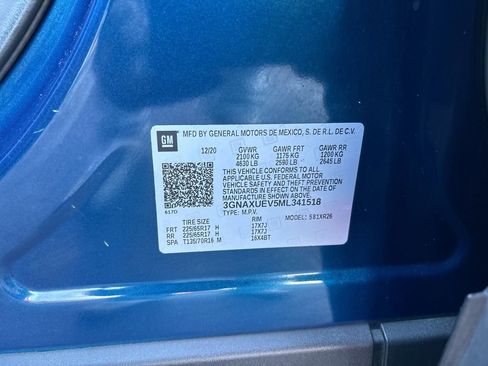 GM
MFD BY GENERAL MOTORS DE MEXICO, S. DE R.L. DE C.V.
12/20 GVWR GAWR FRT GAWR RR
2100 KG 1175 KG 1200 KG
4630 LB 2590 LB 2645 LB
THIS VEHICLE CONFORMS TO ALL
APPLICABLE U.S. FEDERAL MOTOR
VEHICLE SAFETY, BUMPER, AND THEFT
PREVENTION STANDARDS IN EFFECT ON
THE DATE OF MANUFACTURE SHOWN ABOVE.
3GNAXUEV5ML341518
617D TYPE: M.P.V. MODEL: 581XR26
TIRE SIZE RIM
FRT 225/65R17 H 17X7J
RR 225/65R17 H 17X7J
SPA T135/70R16 M 16X4BT